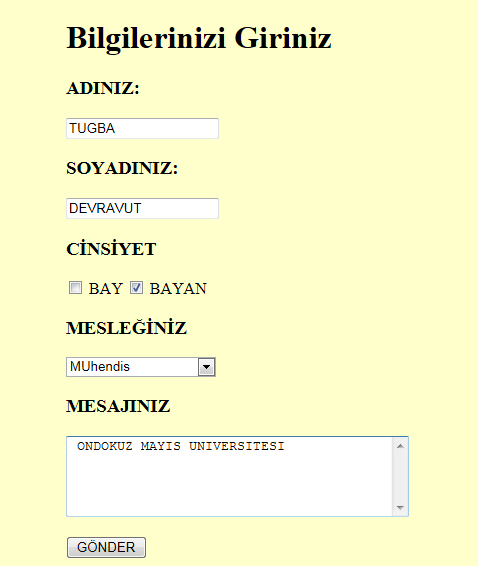 Bilgilerinizi Giriniz
ADINIZ:
TUGBA
SOYADINIZ:
DEVRAVUT
CİNSİYET
BAY BAYAN
MESLEĞİNİZ
MUhendis
MESAJINIZ
ONDOKUZ MAYIS UNIVERSITESI
GÖNDER